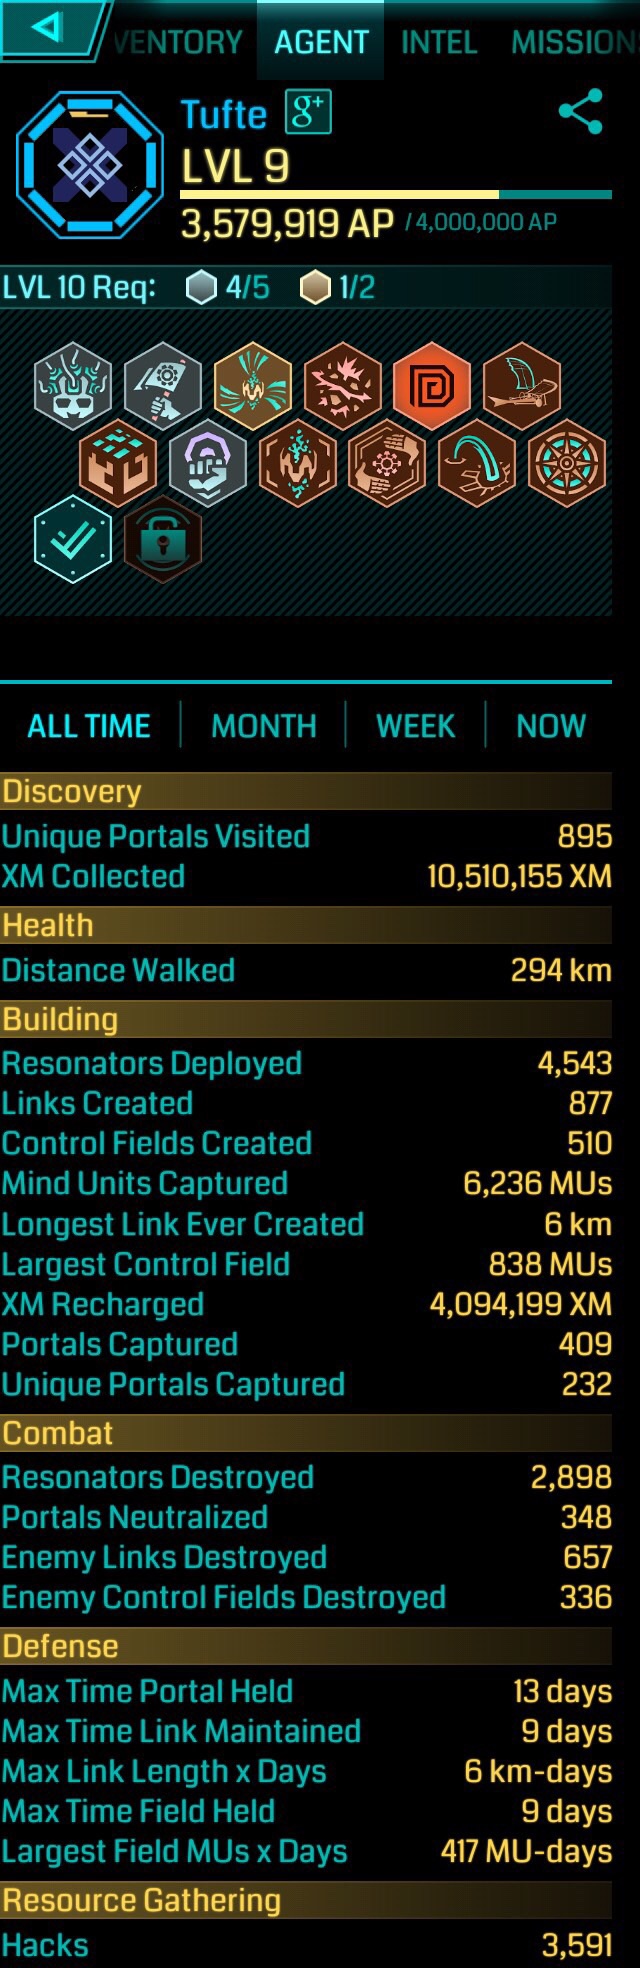 VENTORY AGENT INTEL MISSION
Tufte g+
LVL 9
3,579,919 AP / 4,000,000 AP
LVL 10 Req: 4/5 1/2
ALL TIME MONTH WEEK NOW
Discovery
Unique Portals Visited 895
XM Collected 10,510,155 XM
Health
Distance Walked 294 km
Building
Resonators Deployed 4,543
Links Created 877
Control Fields Created 510
Mind Units Captured 6,236 MUs
Longest Link Ever Created 6 km
Largest Control Field 838 MUs
XM Recharged 4,094,199 XM
Portals Captured 409
Unique Portals Captured 232
Combat
Resonators Destroyed 2,898
Portals Neutralized 348
Enemy Links Destroyed 657
Enemy Control Fields Destroyed 336
Defense
Max Time Portal Held 13 days
Max Time Link Maintained 9 days
Max Link Length x Days 6 km-days
Max Time Field Held 9 days
Largest Field MUs x Days 417 MU-days
Resource Gathering
Hacks 3,591